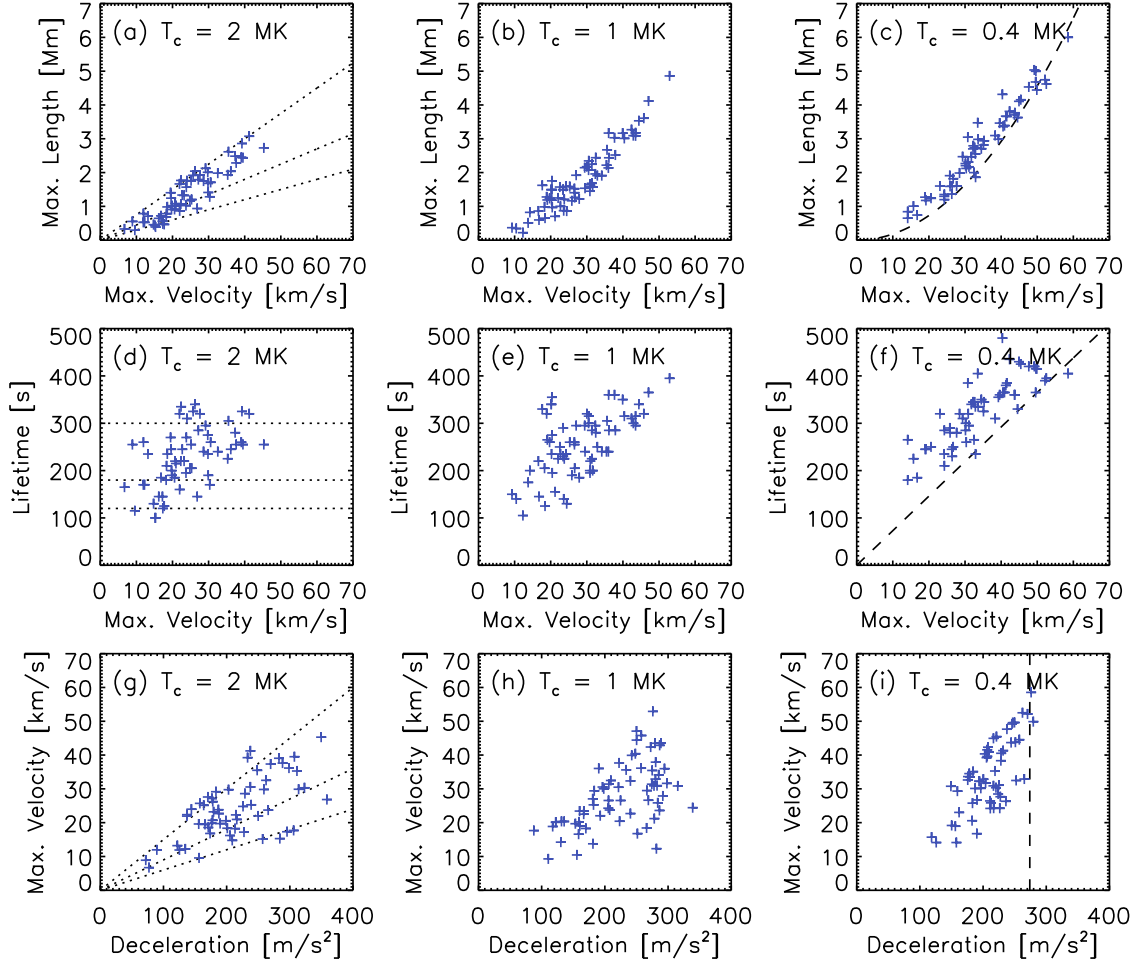 (a) T_c = 2 MK
Max. Length [Mm]
7
6
5
4
3
2
1
0
0 10 20 30 40 50 60 70
Max. Velocity [km/s]
(b) T_c = 1 MK
Max. Length [Mm]
7
6
5
4
3
2
1
0
0 10 20 30 40 50 60 70
Max. Velocity [km/s]
(c) T_c = 0.4 MK
Max. Length [Mm]
7
6
5
4
3
2
1
0
0 10 20 30 40 50 60 70
Max. Velocity [km/s]
(d) T_c = 2 MK
Lifetime [s]
500
400
300
200
100
0
0 10 20 30 40 50 60 70
Max. Velocity [km/s]
(e) T_c = 1 MK
Lifetime [s]
500
400
300
200
100
0
0 10 20 30 40 50 60 70
Max. Velocity [km/s]
(f) T_c = 0.4 MK
Lifetime [s]
500
400
300
200
100
0
0 10 20 30 40 50 60 70
Max. Velocity [km/s]
(g) T_c = 2 MK
Max. Velocity [km/s]
70
60
50
40
30
20
10
0
0 100 200 300 400
Deceleration [m/s²]
(h) T_c = 1 MK
Max. Velocity [km/s]
70
60
50
40
30
20
10
0
0 100 200 300 400
Deceleration [m/s²]
(i) T_c = 0.4 MK
Max. Velocity [km/s]
70
60
50
40
30
20
10
0
0 100 200 300 400
Deceleration [m/s²]